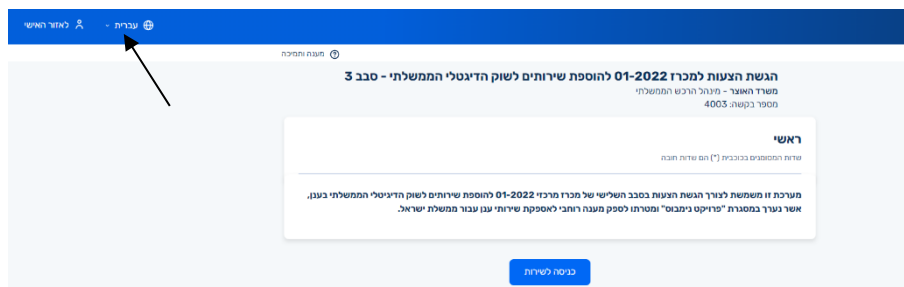 עברית
לאזור האישי
מענה ותמיכה
הגשת הצעות למכרז 01-2022 להוספת שירותים לשוק הדיגטלי הממשלתי - סבב 3
משרד האוצר - מינהל הרכש הממשלתי
מספר בקשה: 4003
ראשי
שדות המסומנים בכוכבית (*) הם שדות חובה
מערכת זו משמשת לצורך הגשת הצעות בסבב השלישי של מכרז מרכזי 01-2022 להוספת שירותים לשוק הדיגיטלי הממשלתי בענן,
אשר נערך במסגרת "פרויקט נימבוס" ומטרתו לספק מענה רוחבי לאספקת שירותי ענן עבור ממשלת ישראל.
כניסה לשירות